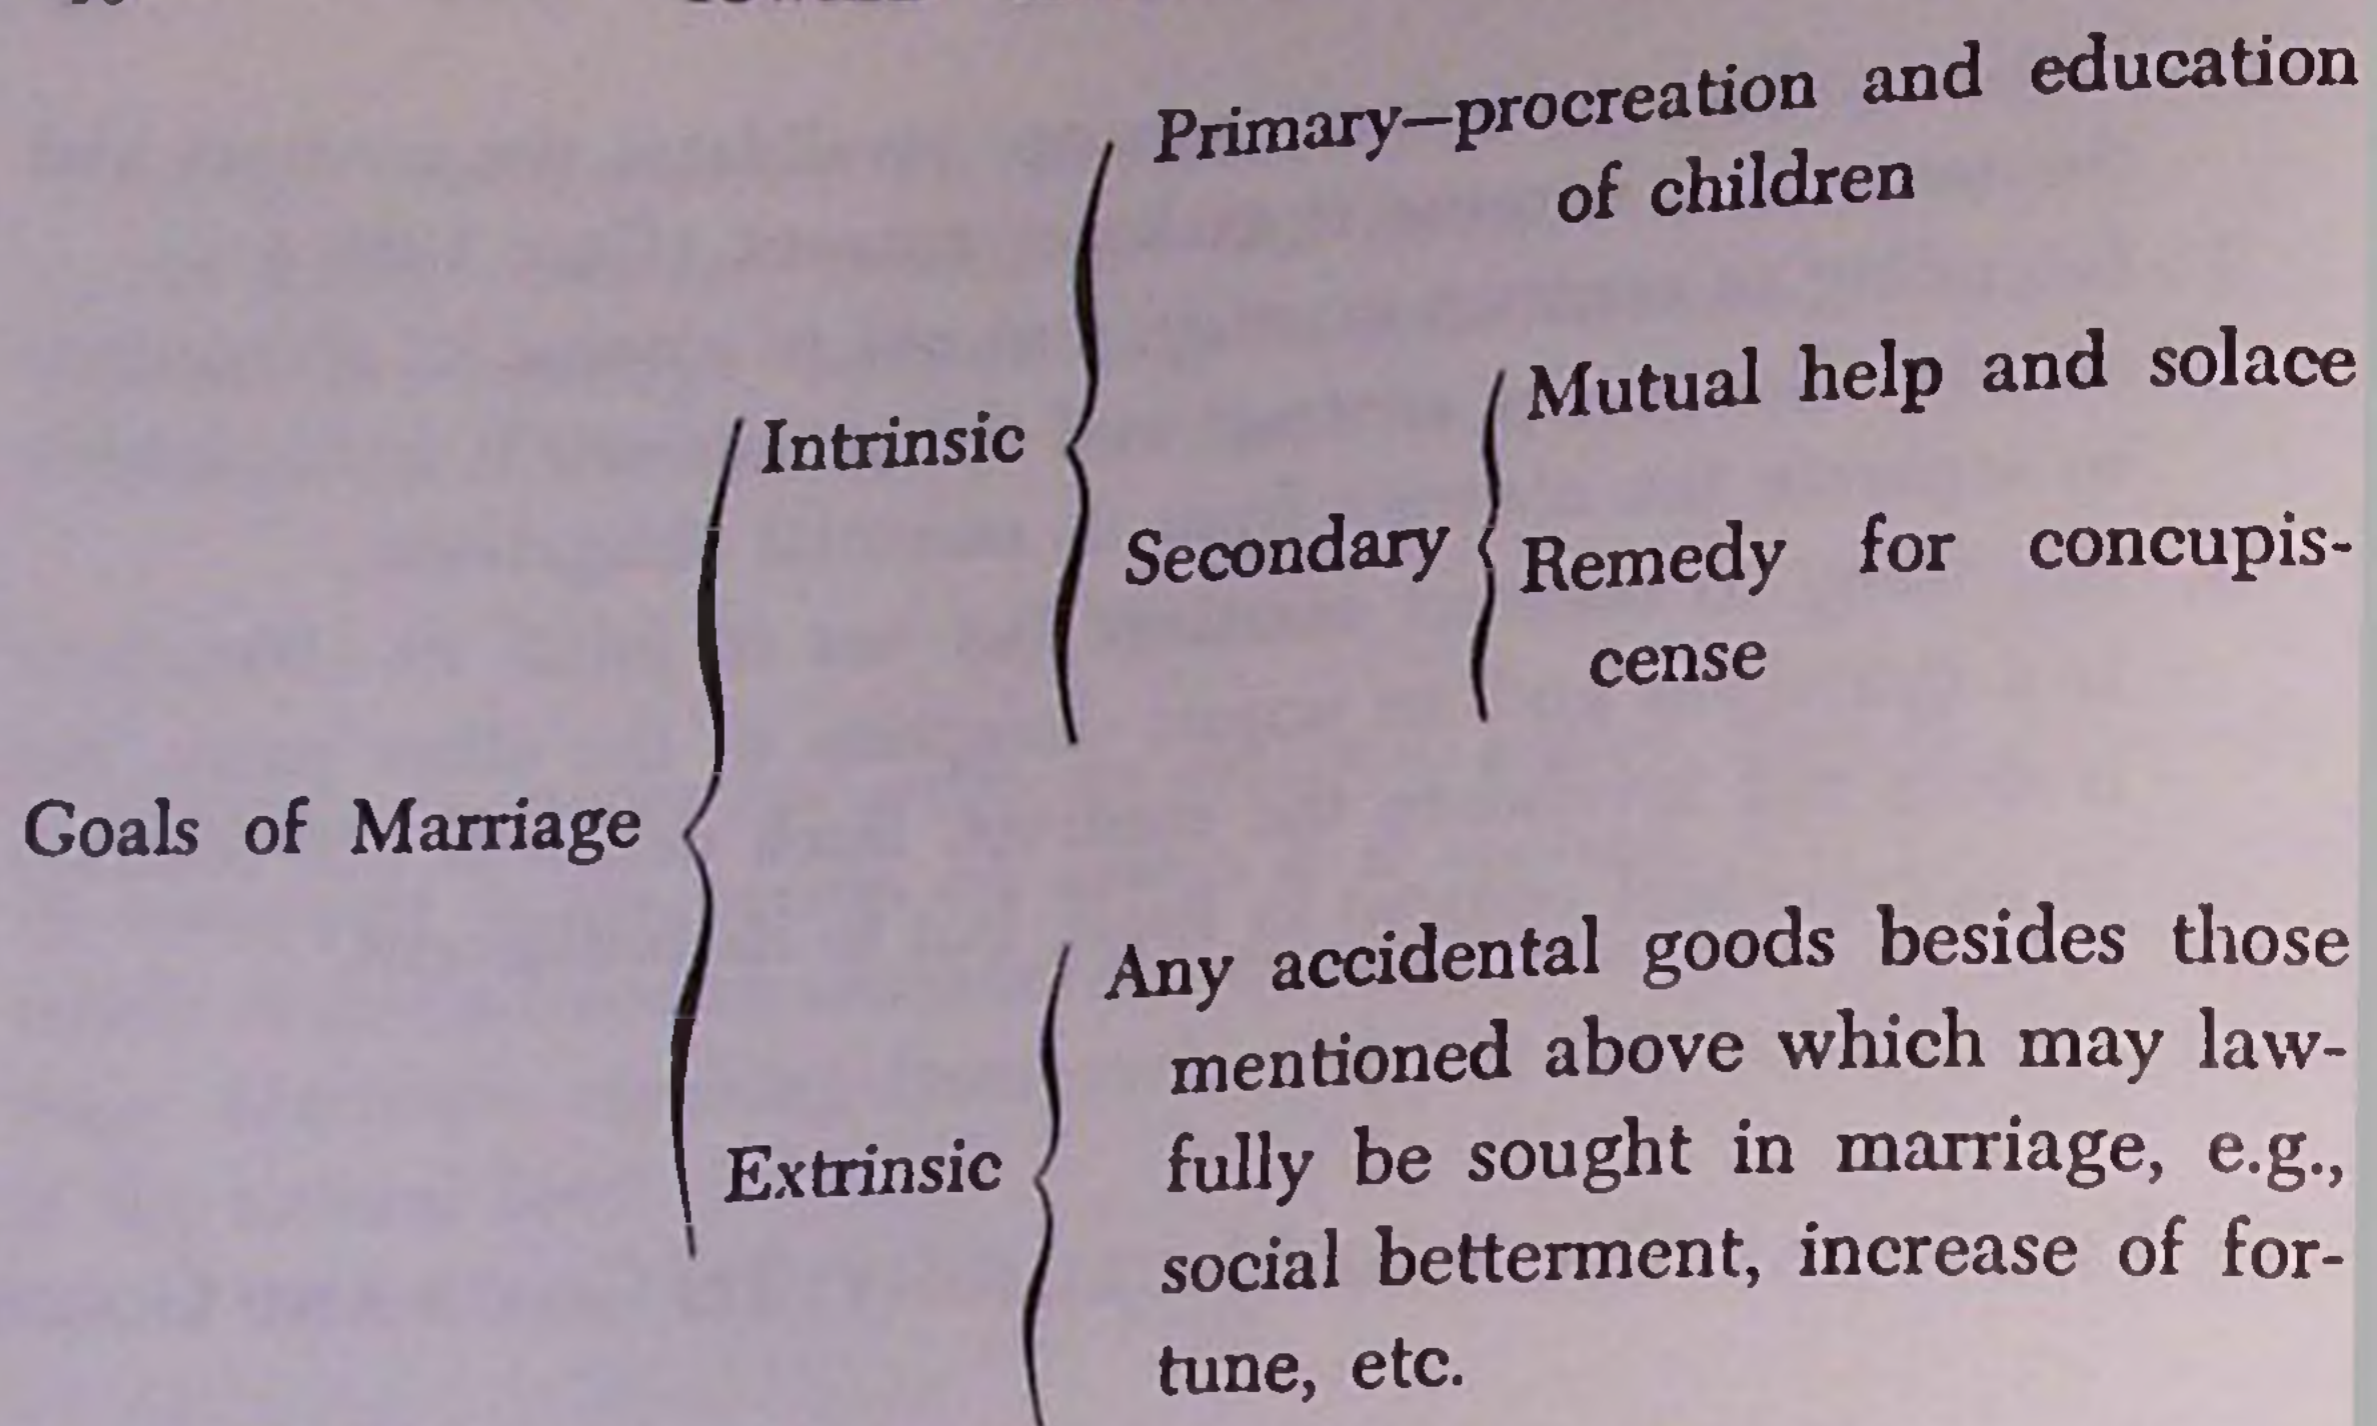 Primary—procreation and education
of children
Intrinsic
Mutual help and solace
Secondary
Remedy for concupis-
cense
Goals of Marriage
Any accidental goods besides those
mentioned above which may law-
fully be sought in marriage, e.g.,
Extrinsic
social betterment, increase of for-
tune, etc.